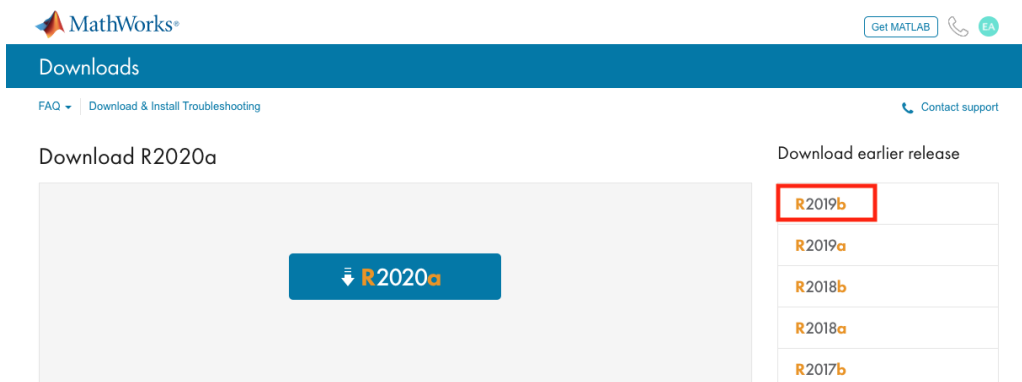 MathWorks®
Get MATLAB
EA
Downloads
FAQ
Download & Install Troubleshooting
Contact support
Download R2020a
Download earlier release
R2020a
R2019b
R2019a
R2018b
R2018a
R2017b